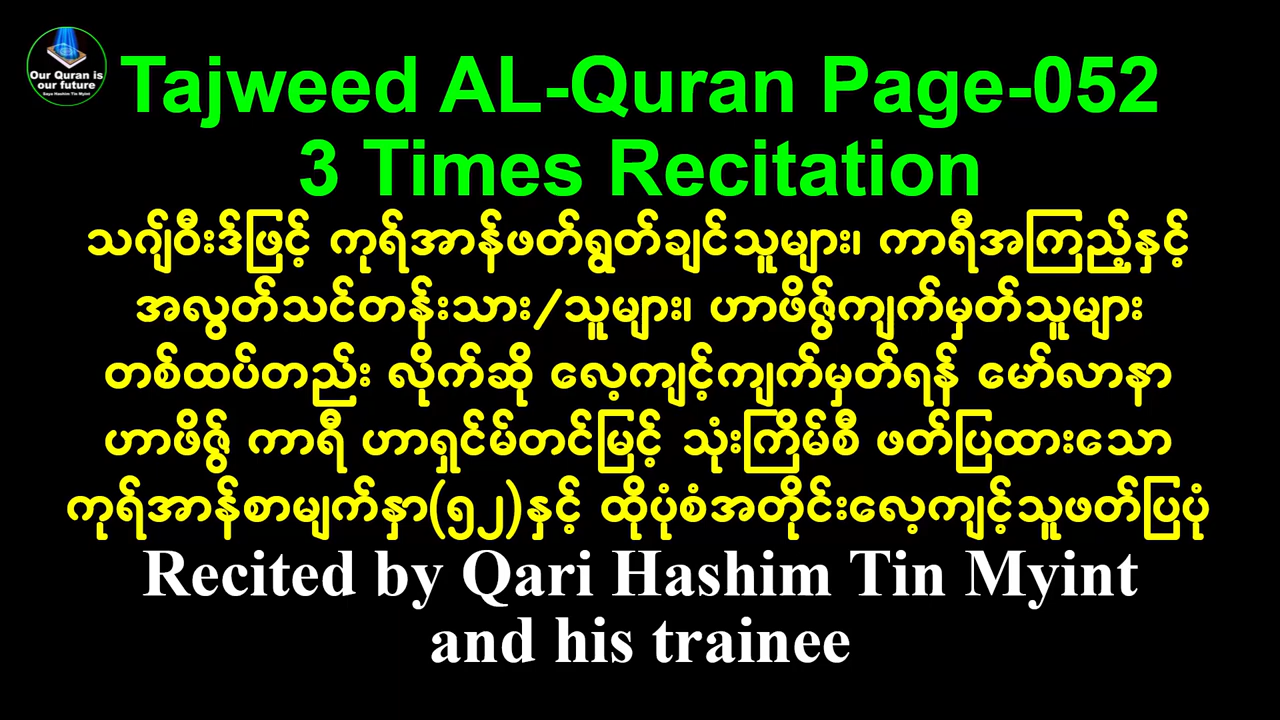 Our Quran is
our future
Saya Hashim Tin Myint
Tajweed AL-Quran Page-052
3 Times Recitation
သဂျ်ဝီးဒ်ဖြင့် ကုရ်အာန်ဖတ်ရွတ်ချင်သူများ၊ ကာရီအကြည့်နှင့်
အလွတ်သင်တန်းသား/သူများ၊ ဟာဖိဇွ်ကျက်မှတ်သူများ
တစ်ထပ်တည်း လိုက်ဆို လေ့ကျင့်ကျက်မှတ်ရန် မော်လာနာ
ဟာဖိဇွ် ကာရီ ဟာရှင်မ်တင်မြင့် သုံးကြိမ်စီ ဖတ်ပြထားသော
ကုရ်အာန်စာမျက်နှာ(၅၂)နှင့် ထိုပုံစံအတိုင်းလေ့ကျင့်သူဖတ်ပြပုံ
Recited by Qari Hashim Tin Myint
and his trainee